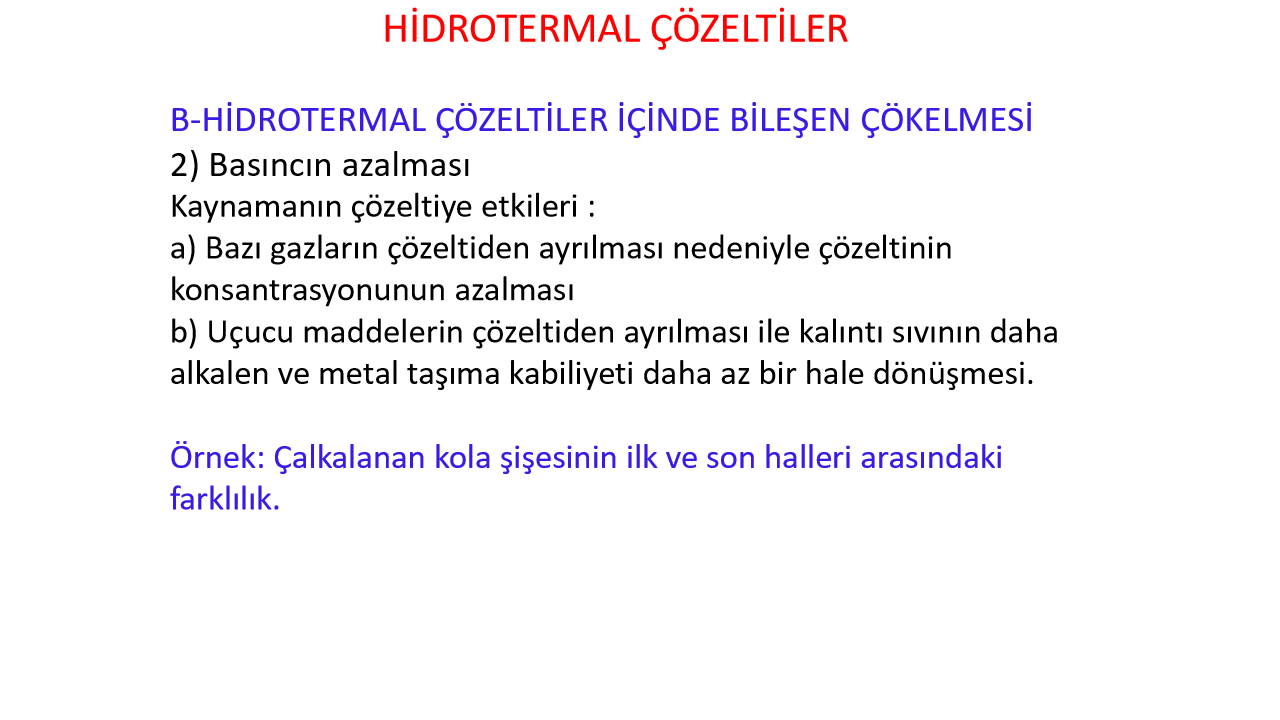 HİDROTERMAL ÇÖZELTİLER
B-HİDROTERMAL ÇÖZELTİLER İÇİNDE BİLEŞEN ÇÖKELMESİ
2) Basıncın azalması
Kaynamanın çözeltiye etkileri :
a) Bazı gazların çözeltiden ayrılması nedeniyle çözeltinin
konsantrasyonunun azalması
b) Uçucu maddelerin çözeltiden ayrılması ile kalıntı sıvının daha
alkalen ve metal taşıma kabiliyeti daha az bir hale dönüşmesi.
Örnek: Çalkalanan kola şişesinin ilk ve son halleri arasındaki
farklılık.